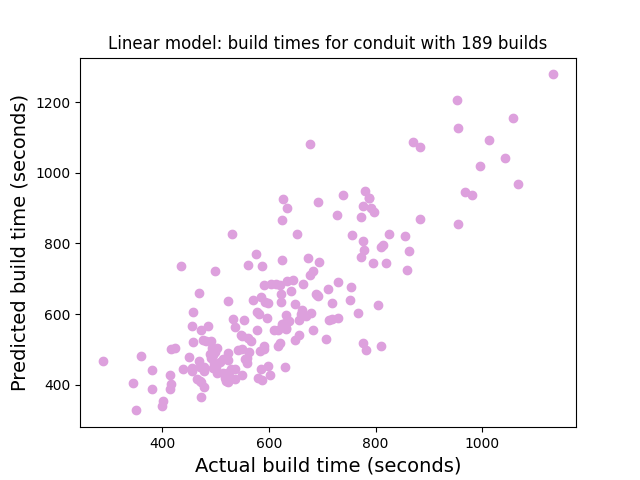 Linear model: build times for conduit with 189 builds
Predicted build time (seconds)
1200
1000
800
600
400
400 600 800 1000
Actual build time (seconds)